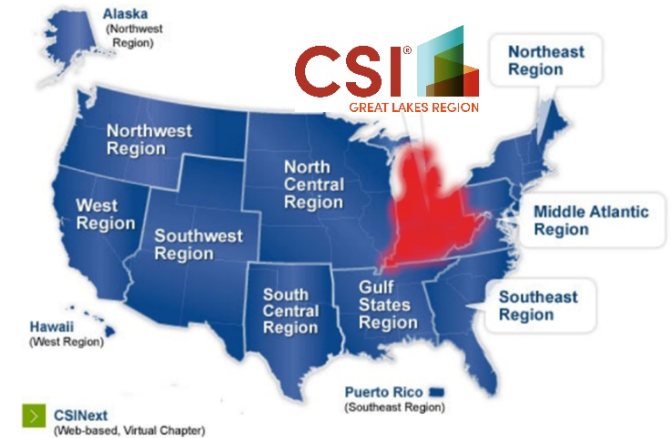 Alaska
(Northwest
Region)
CSI®
GREAT LAKES REGION
Northeast
Region
Northwest
Region
North
Central
Region
West
Region
Southwest
Region
Middle Atlantic
Region
South
Central
Region
Gulf
States
Region
Southeast
Region
Hawaii
(West Region)
Puerto Rico
(Southeast Region)
CSINext
(Web-based, Virtual Chapter)